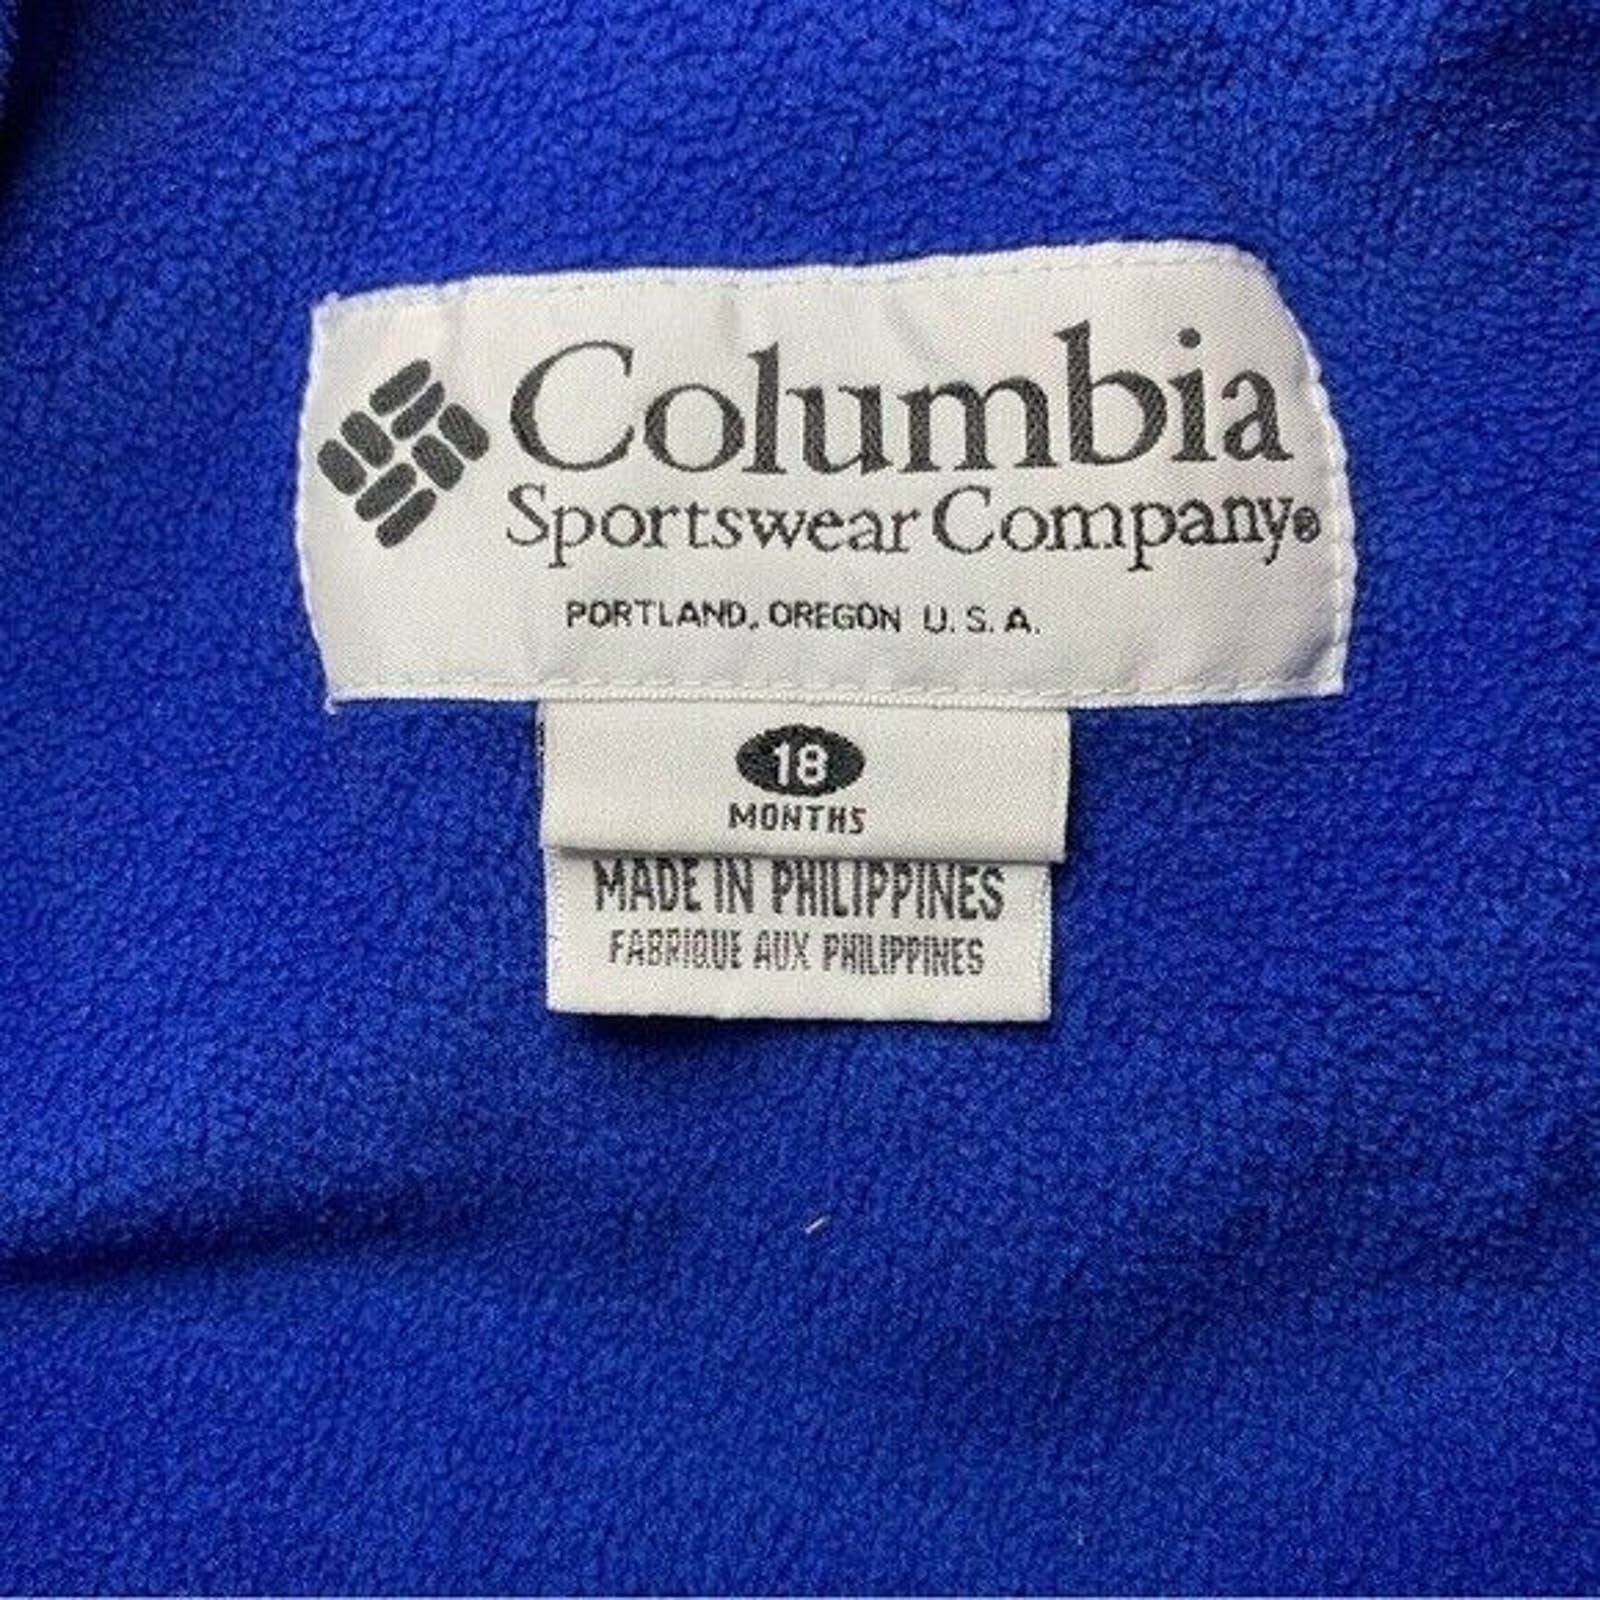 Columbia
Sportswear Company®
PORTLAND, OREGON U.S.A.
18
MONTHS
MADE IN PHILIPPINES
FABRIQUE AUX PHILIPPINES